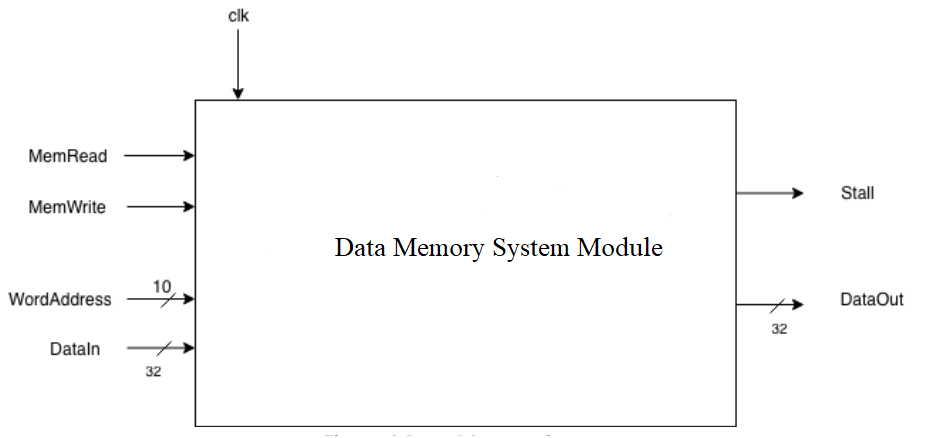 clk
MemRead
MemWrite
Stall
Data Memory System Module
10
WordAddress
DataOut
32
DataIn
32